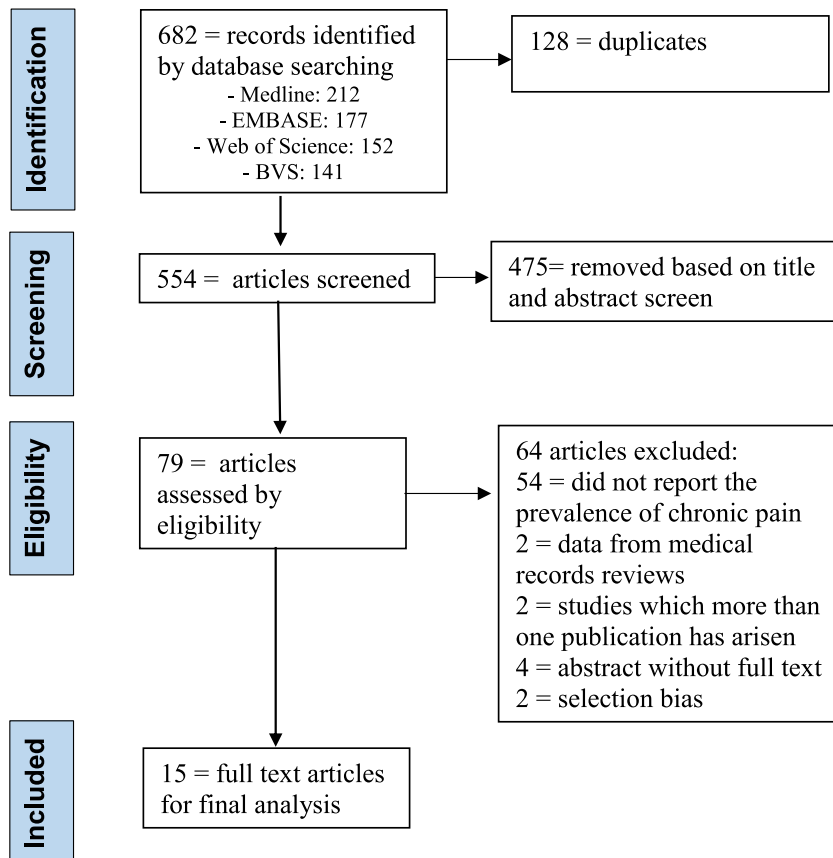 Identification
682 = records identified
by database searching
- Medline: 212
- EMBASE: 177
- Web of Science: 152
- BVS: 141
128 = duplicates
Screening
554 =  articles screened
475= removed based on title
and abstract screen
Eligibility
79 =  articles
assessed by
eligibility
64 articles excluded:
54 = did not report the
prevalence of chronic pain
2 = data from medical
records reviews
2 = studies which more than
one publication has arisen
4 = abstract without full text
2 = selection bias
Included
15 = full text articles
for final analysis